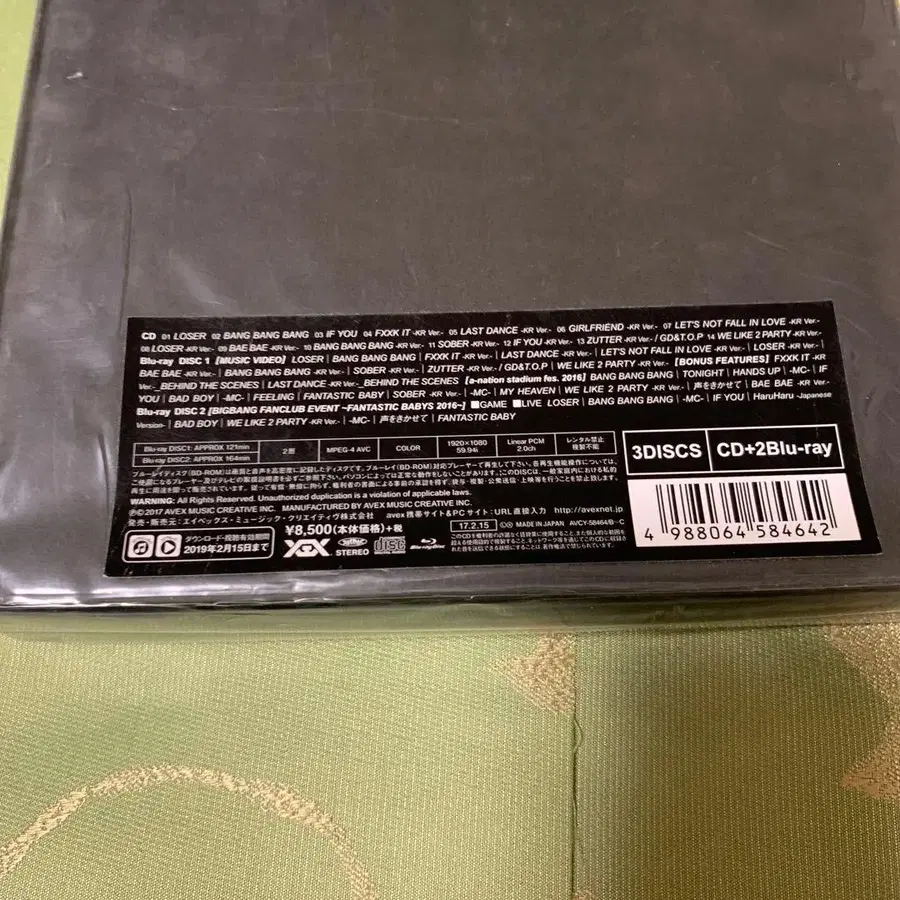 CD 01 LOSER 02 BANG BANG BANG 03 IF YOU 04 FXXK IT -KR Ver.- 05 LAST DANCE -KR Ver.- 06 GIRLFRIEND -KR Ver.- 07 LET'S NOT FALL IN LOVE -KR Ver.-
08 LOSER -KR Ver.- 09 BAE BAE -KR Ver.- 10 BANG BANG BANG -KR Ver.- 11 SOBER -KR Ver.- 12 IF YOU -KR Ver.- 13 ZUTTER -KR Ver.- / GD&T.O.P 14 WE LIKE 2 PARTY -KR Ver.-
Blu-ray DISC 1 [MUSIC VIDEO] LOSER | BANG BANG BANG | FXXK IT -KR Ver.- | LAST DANCE -KR Ver.- | LET'S NOT FALL IN LOVE -KR Ver.- | LOSER -KR Ver.- |
BAE BAE -KR Ver.- | BANG BANG BANG -KR Ver.- | SOBER -KR Ver.- | ZUTTER -KR Ver.- / GD&T.O.P | WE LIKE 2 PARTY -KR Ver.- [BONUS FEATURES] FXXK IT -KR
Ver.-_BEHIND THE SCENES | LAST DANCE -KR Ver.-_BEHIND THE SCENES [a-nation stadium fes. 2016] BANG BANG BANG | TONIGHT | HANDS UP | -MC- | IF
YOU | BAD BOY | -MC- | FEELING | FANTASTIC BABY | SOBER -KR Ver.- | -MC- | MY HEAVEN | WE LIKE 2 PARTY -KR Ver.- | 声をきかせて | BAE BAE -KR Ver.-
Blu-ray DISC 2 [BIGBANG FANCLUB EVENT ~FANTASTIC BABYS 2016~] ■GAME ■LIVE LOSER | BANG BANG BANG | -MC- | IF YOU | HaruHaru -Japanese
Version- | BAD BOY | WE LIKE 2 PARTY -KR Ver.- | -MC- | 声をきかせて | FANTASTIC BABY
Blu-ray DISC1: APPROX 121min
Blu-ray DISC2: APPROX 164min
2層
MPEG-4 AVC
COLOR
1920×1080
59.94i
Linear PCM
2.0ch
レンタル禁止
3DISCS
CD+2Blu-ray
WARNING: All Rights Reserved. Unauthorized duplication is a violation of applicable laws.
℗©2017 AVEX MUSIC CREATIVE INC. MANUFACTURED BY AVEX MUSIC CREATIVE INC.
発売・販売元：エイベックス・ミュージック・クリエイティヴ株式会社 avex携帯サイト&PCサイト：URL直接入力 http://avexnet.jp
ダウンロード・視聴有効期間
2019年2月15日まで
¥8,500(本体価格)+税
STEREO
DISC
Blu-ray Disc
17.2.15
MADE IN JAPAN AVCY-58464/B~C
4 988064 584642